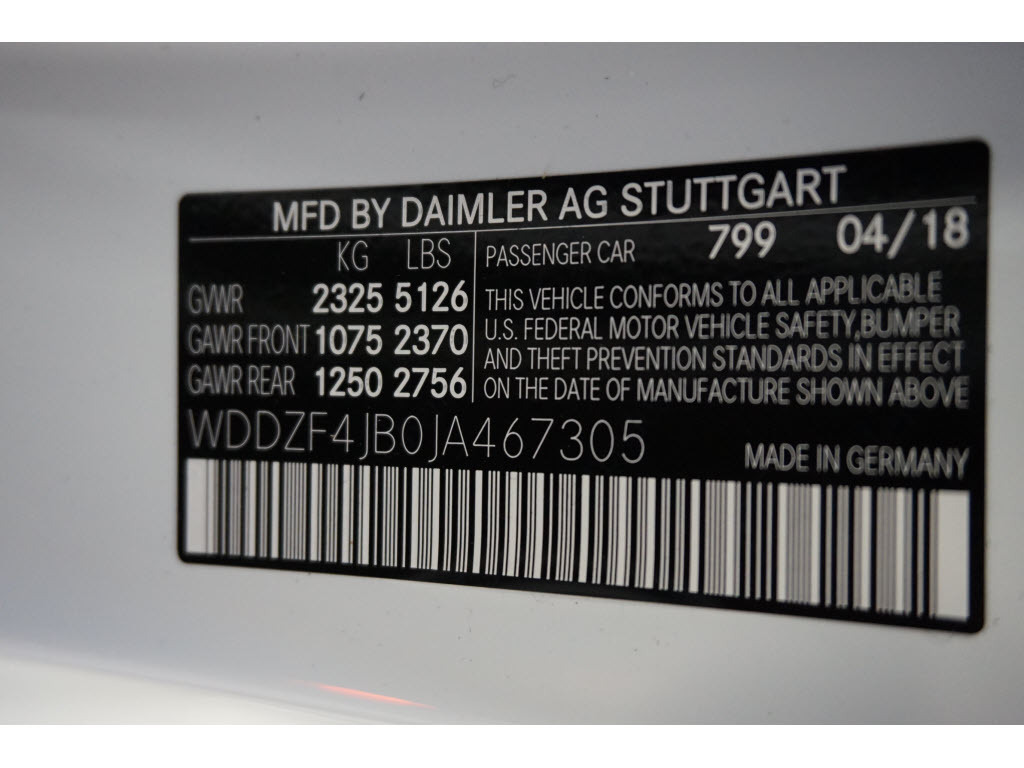 MFD BY DAIMLER AG STUTTGART
KG LBS
GVWR 2325 5126
GAWR FRONT 1075 2370
GAWR REAR 1250 2756
PASSENGER CAR 799 04/18
THIS VEHICLE CONFORMS TO ALL APPLICABLE
U.S. FEDERAL MOTOR VEHICLE SAFETY,BUMPER
AND THEFT PREVENTION STANDARDS IN EFFECT
ON THE DATE OF MANUFACTURE SHOWN ABOVE
WDDZF4JB0JA467305
MADE IN GERMANY